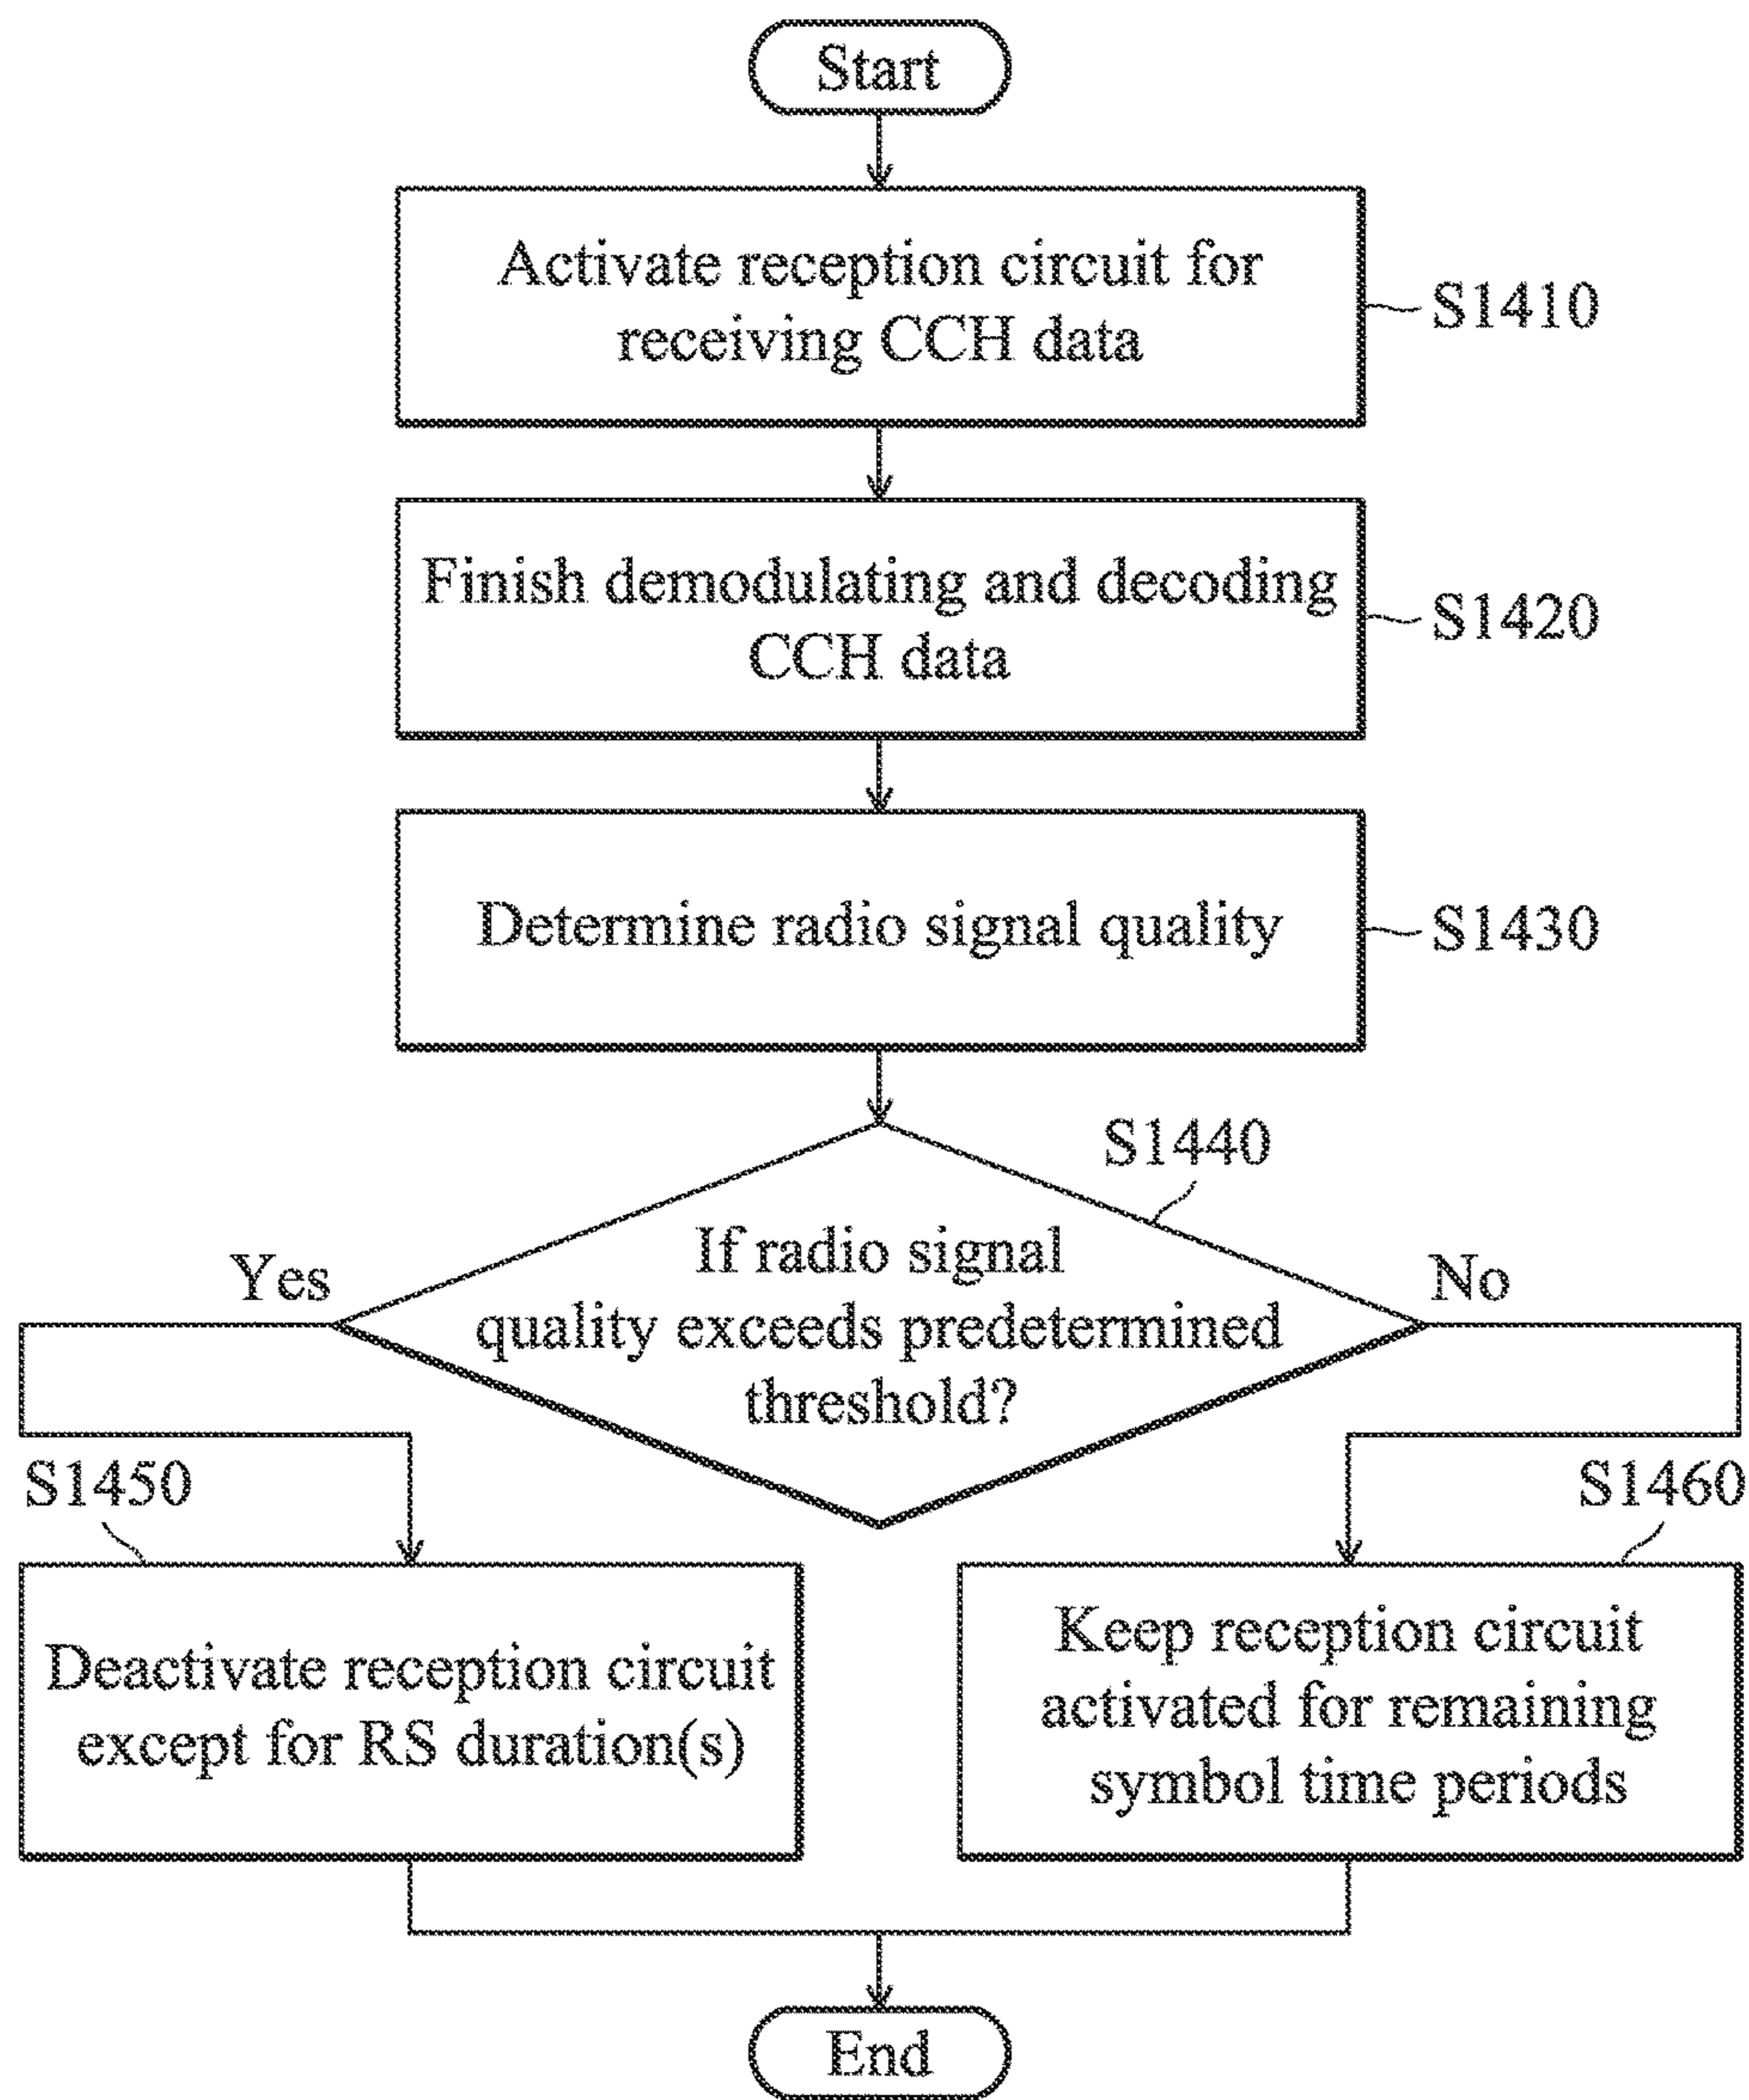 Start
Activate reception circuit for
receiving CCH data
S1410
Finish demodulating and decoding
CCH data
S1420
Determine radio signal quality
S1430
S1440
If radio signal
quality exceeds predetermined
threshold?
Yes
No
S1450
Deactivate reception circuit
except for RS duration(s)
S1460
Keep reception circuit
activated for remaining
symbol time periods
End